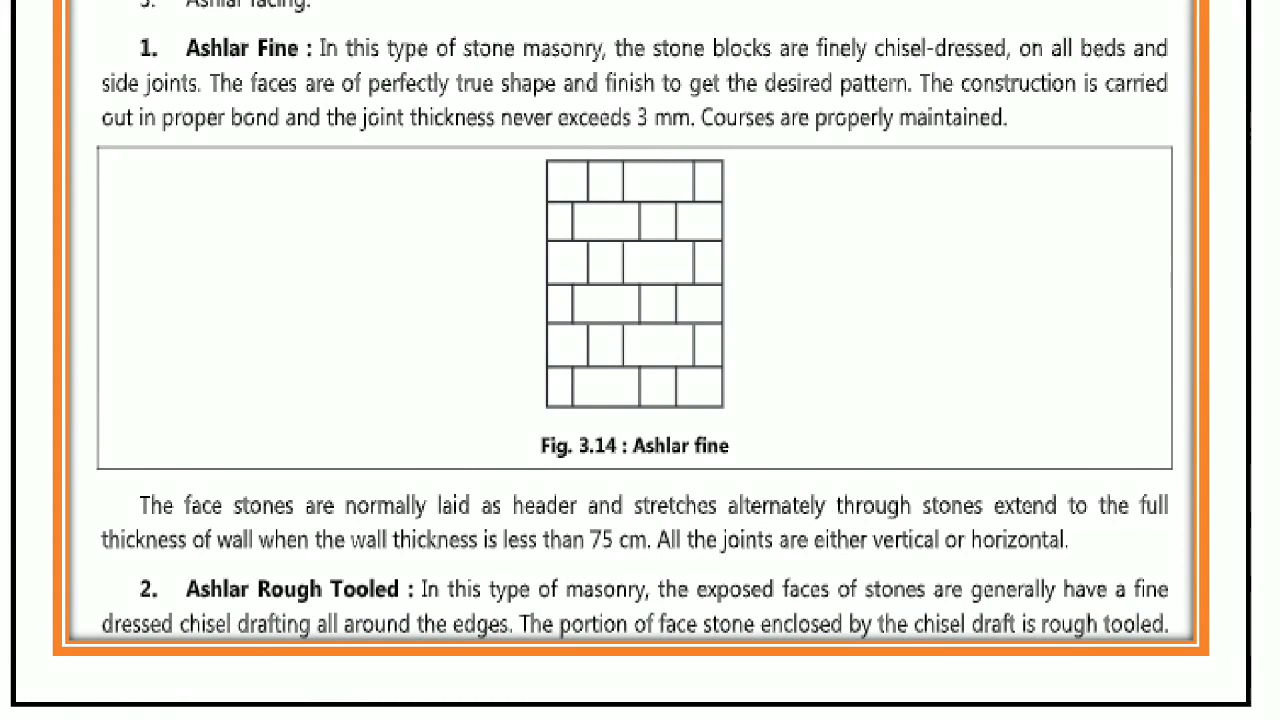 5. Ashlar facing.
1. Ashlar Fine : In this type of stone masonry, the stone blocks are finely chisel-dressed, on all beds and
side joints. The faces are of perfectly true shape and finish to get the desired pattern. The construction is carried
out in proper bond and the joint thickness never exceeds 3 mm. Courses are properly maintained.
Fig. 3.14 : Ashlar fine
The face stones are normally laid as header and stretches alternately through stones extend to the full
thickness of wall when the wall thickness is less than 75 cm. All the joints are either vertical or horizontal.
2. Ashlar Rough Tooled : In this type of masonry, the exposed faces of stones are generally have a fine
dressed chisel drafting all around the edges. The portion of face stone enclosed by the chisel draft is rough tooled.